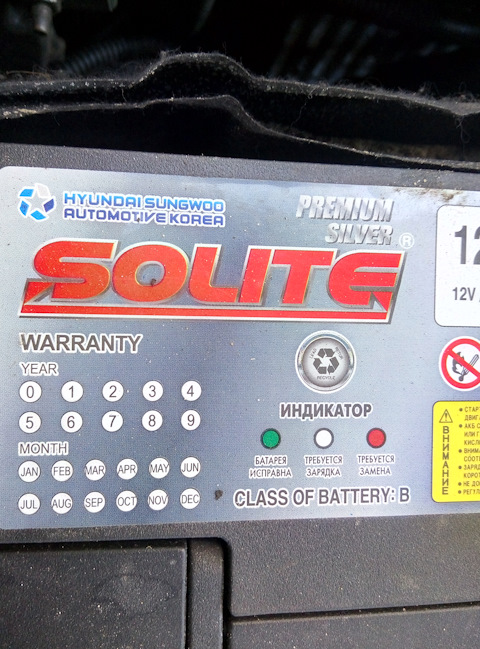 HYUNDAI SUNGWOO
AUTOMOTIVE KOREA
PREMIUM
SILVER
SOLITE®
12V
WARRANTY
YEAR
0 1 2 3 4
5 6 7 8 9
MONTH
JAN FEB MAR APR MAY JUN
JUL AUG SEP OCT NOV DEC
RECYCLE
ИНДИКАТОР
БАТАРЕЯ ТРЕБУЕТСЯ ТРЕБУЕТСЯ
ИСПРАВНА ЗАРЯДКА ЗАМЕНА
CLASS OF BATTERY: B
ВНИМАНИЕ